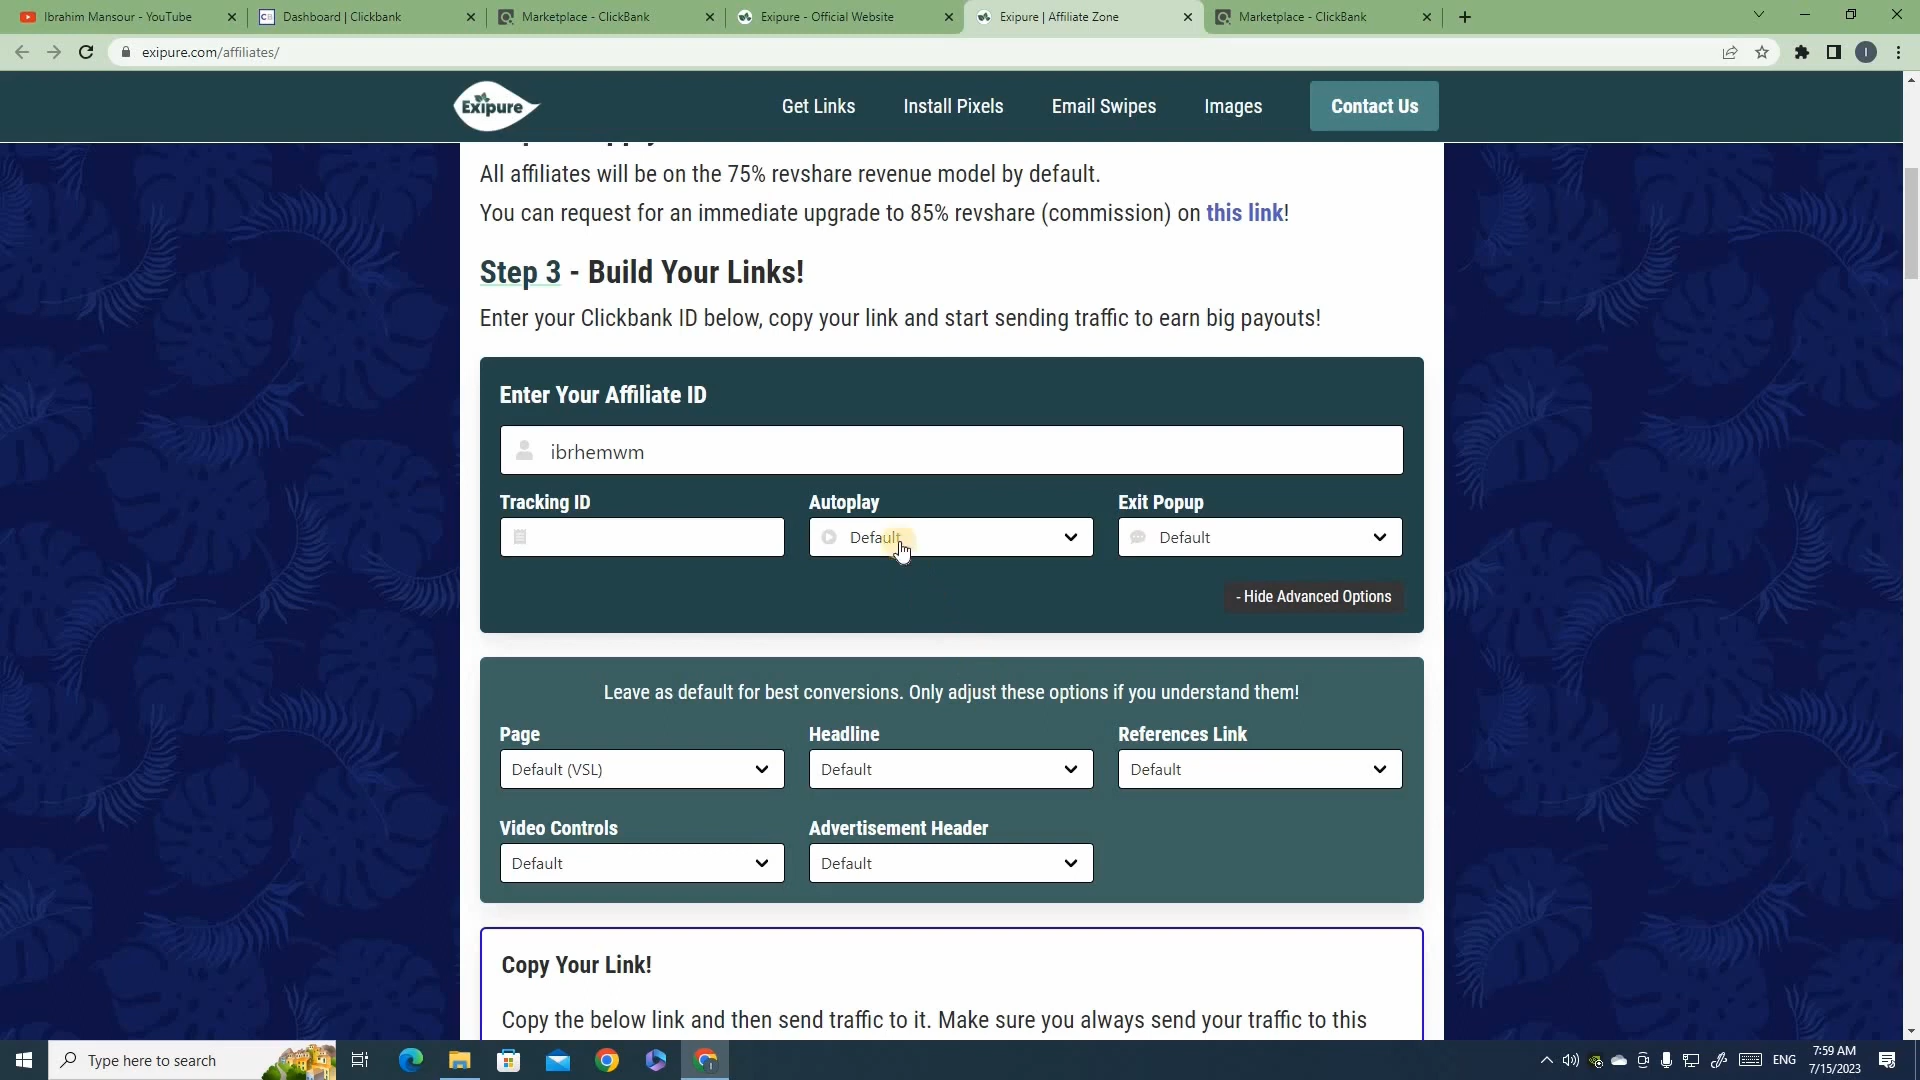 Ibrahim Mansour - YouTube
Dashboard | Clickbank
Marketplace - ClickBank
Exipure - Official Website
Exipure | Affiliate Zone
Marketplace - ClickBank
exipure.com/affiliates/
I
Exipure
Get Links
Install Pixels
Email Swipes
Images
Contact Us
All affiliates will be on the 75% revshare revenue model by default.
You can request for an immediate upgrade to 85% revshare (commission) on this link!
Step 3 - Build Your Links!
Enter your Clickbank ID below, copy your link and start sending traffic to earn big payouts!
Enter Your Affiliate ID
ibrhemwm
Tracking ID
Autoplay
Exit Popup
Default
Default
- Hide Advanced Options
Leave as default for best conversions. Only adjust these options if you understand them!
Page
Headline
References Link
Default (VSL)
Default
Default
Video Controls
Advertisement Header
Default
Default
Copy Your Link!
Copy the below link and then send traffic to it. Make sure you always send your traffic to this
Type here to search
ENG
7:59 AM
7/15/2023